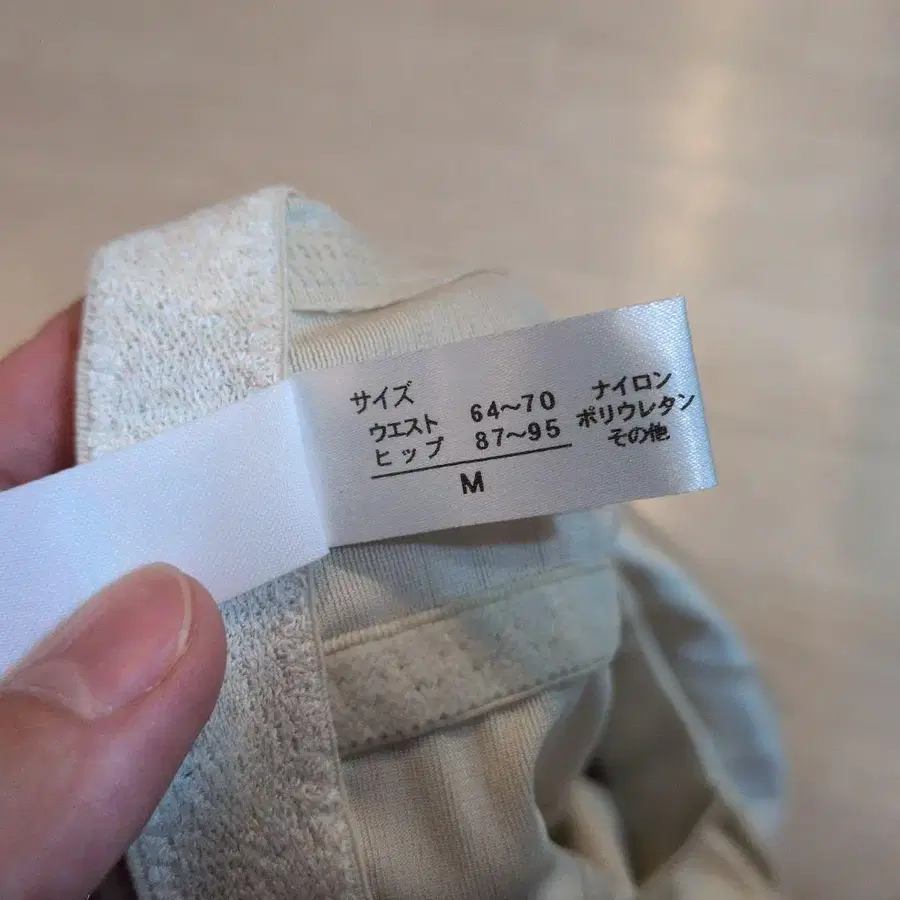 サイズ
ウエスト 64～70
ヒップ 87～95
M
ナイロン
ポリウレタン
その他